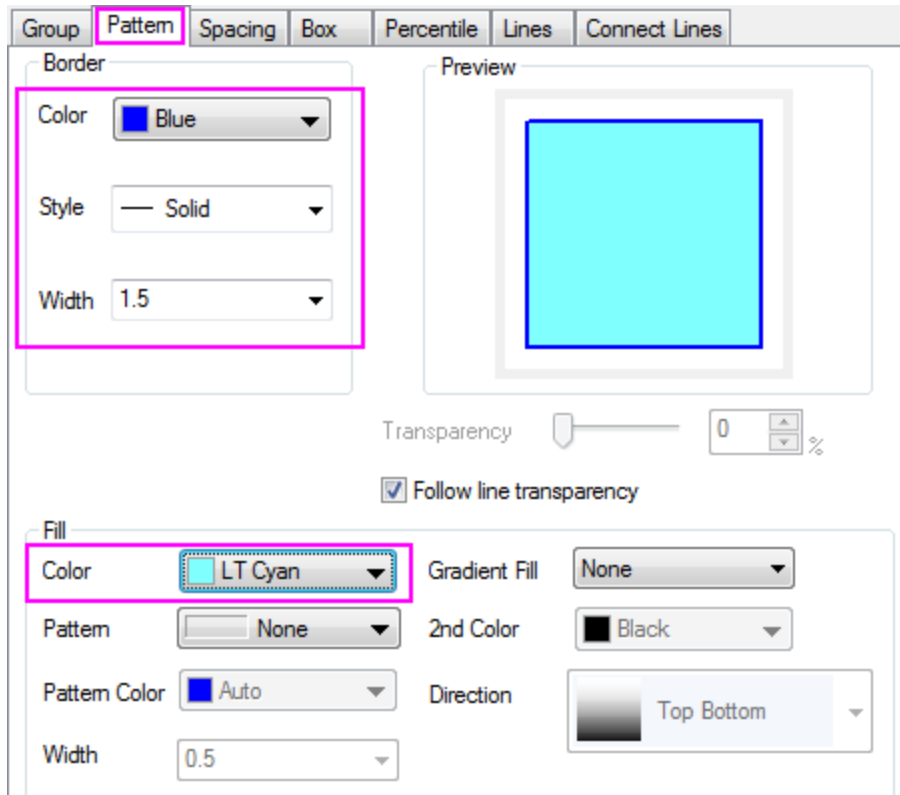 Group Pattern Spacing Box Percentile Lines Connect Lines
Border
Color Blue
Style Solid
Width 1.5
Preview
Transparency 0 %
Follow line transparency
Fill
Color LT Cyan
Gradient Fill None
Pattern None
2nd Color Black
Pattern Color Auto
Direction Top Bottom
Width 0.5